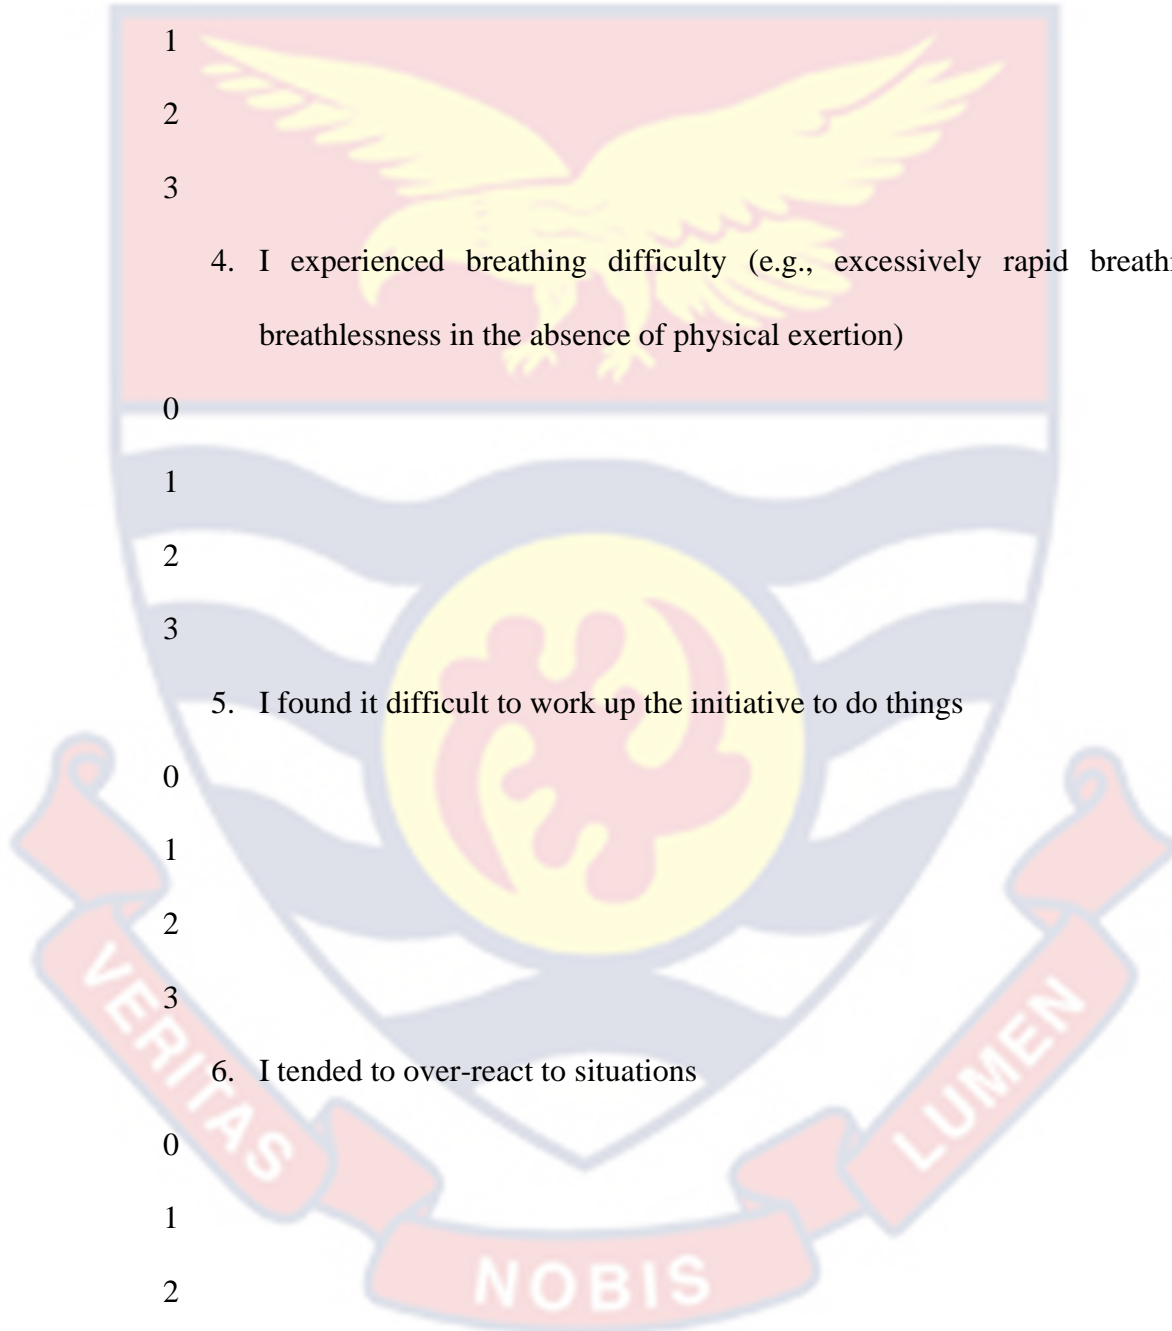 1
2
3
4. I experienced breathing difficulty (e.g., excessively rapid
breathlessness in the absence of physical exertion)
0
1
2
3
5. I found it difficult to work up the initiative to do things
0
1
2
3
6. I tended to over-react to situations
0
1
2
VERITAS
NOBIS
LUMEN